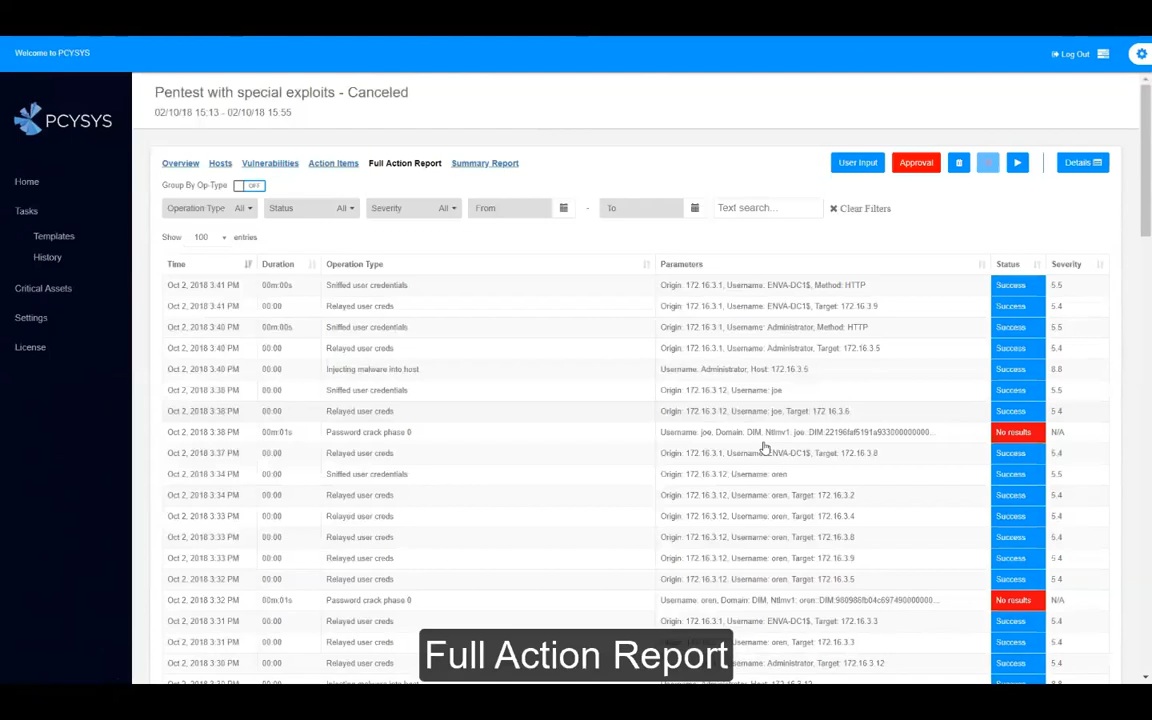 Welcome to PCYSYS
Log Out
PCYSYS
Home
Tasks
Templates
History
Critical Assets
Settings
License
Pentest with special exploits - Canceled
02/10/18 15:13 - 02/10/18 15:55
Overview Hosts Vulnerabilities Action Items Full Action Report Summary Report User Input Approval Details
Group By Op-Type OFF
Operation Type All Status All Severity All From - To Text search... Clear Filters
Show 100 entries
Time Duration Operation Type Parameters Status Severity
Oct 2, 2018 3:41 PM 00m:00s Sniffed user credentials Origin: 172.16.3.1, Username: ENVA-DC1$, Method: HTTP Success 5.5
Oct 2, 2018 3:41 PM 00:00 Relayed user creds Origin: 172.16.3.1, Username: ENVA-DC1$, Target: 172.16.3.9 Success 5.4
Oct 2, 2018 3:40 PM 00m:00s Sniffed user credentials Origin: 172.16.3.1, Username: Administrator, Method: HTTP Success 5.5
Oct 2, 2018 3:40 PM 00:00 Relayed user creds Origin: 172.16.3.1, Username: Administrator, Target: 172.16.3.5 Success 5.4
Oct 2, 2018 3:40 PM 00:00 Injecting malware into host Username: Administrator, Host: 172.16.3.5 Success 8.8
Oct 2, 2018 3:38 PM 00:00 Sniffed user credentials Origin: 172.16.3.12, Username: joe Success 5.5
Oct 2, 2018 3:38 PM 00:00 Relayed user creds Origin: 172.16.3.12, Username: joe, Target: 172.16.3.6 Success 5.4
Oct 2, 2018 3:38 PM 00m:01s Password crack phase 0 Username: joe, Domain: DIM, Ntlmv1: joe::DIM:22196faf5191a933000000000... No results N/A
Oct 2, 2018 3:37 PM 00:00 Relayed user creds Origin: 172.16.3.1, Username: ENVA-DC1$, Target: 172.16.3.8 Success 5.4
Oct 2, 2018 3:34 PM 00:00 Sniffed user credentials Origin: 172.16.3.12, Username: oren Success 5.5
Oct 2, 2018 3:34 PM 00:00 Relayed user creds Origin: 172.16.3.12, Username: oren, Target: 172.16.3.2 Success 5.4
Oct 2, 2018 3:33 PM 00:00 Relayed user creds Origin: 172.16.3.12, Username: oren, Target: 172.16.3.4 Success 5.4
Oct 2, 2018 3:33 PM 00:00 Relayed user creds Origin: 172.16.3.12, Username: oren, Target: 172.16.3.8 Success 5.4
Oct 2, 2018 3:33 PM 00:00 Relayed user creds Origin: 172.16.3.12, Username: oren, Target: 172.16.3.9 Success 5.4
Oct 2, 2018 3:32 PM 00:00 Relayed user creds Origin: 172.16.3.12, Username: oren, Target: 172.16.3.5 Success 5.4
Oct 2, 2018 3:32 PM 00m:01s Password crack phase 0 Username: oren, Domain: DIM, Ntlmv1: oren::DIM:980986fb04c697490000000... No results N/A
Oct 2, 2018 3:31 PM 00:00 Relayed user creds Origin: 172.16.3.12, Username: oren, Target: 172.16.3.3 Success 5.4
Oct 2, 2018 3:31 PM 00:00 Relayed user creds Username: oren, Target: 172.16.3.3 Success 5.4
Oct 2, 2018 3:30 PM 00:00 Relayed user creds Username: Administrator, Target: 172.16.3.12 Success 5.4
Full Action Report